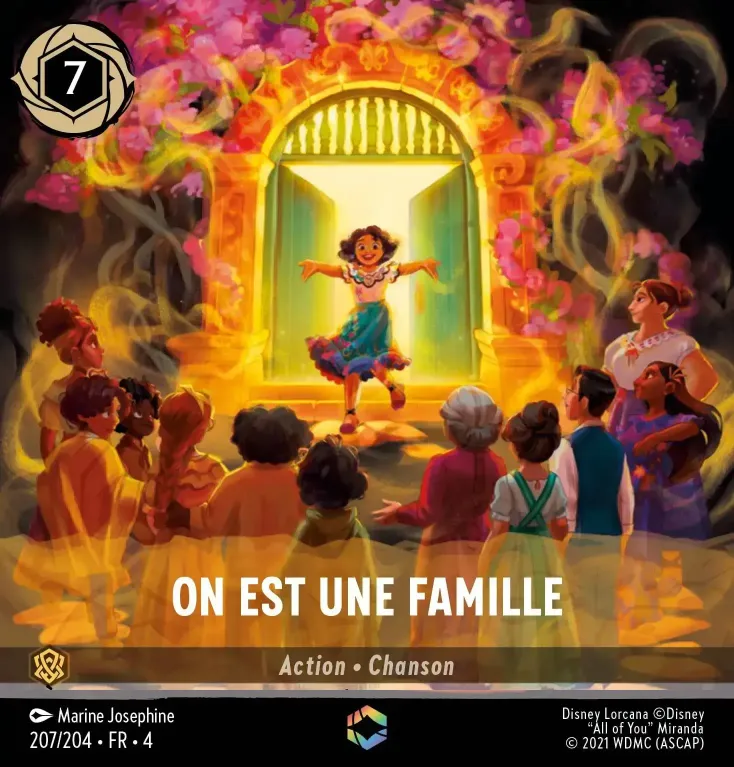 7
ON EST UNE FAMILLE
Action • Chanson
Marine Josephine
207/204 • FR • 4
Disney Lorcana ©Disney
“All of You” Miranda
© 2021 WDMC (ASCAP)